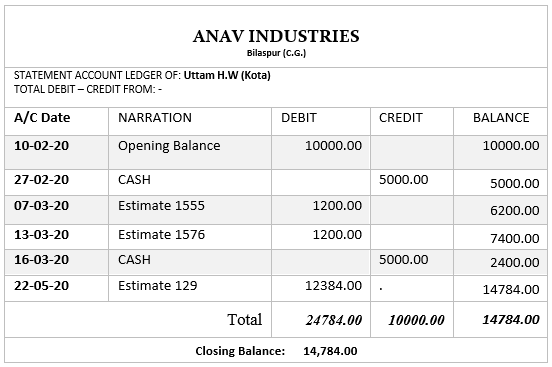 ANAV INDUSTRIES
Bilaspur (C.G.)
STATEMENT ACCOUNT LEDGER OF: Uttam H.W (Kota)
TOTAL DEBIT – CREDIT FROM: -
A/C Date NARRATION DEBIT CREDIT BALANCE
10-02-20 Opening Balance 10000.00 10000.00
27-02-20 CASH 5000.00 5000.00
07-03-20 Estimate 1555 1200.00 6200.00
13-03-20 Estimate 1576 1200.00 7400.00
16-03-20 CASH 5000.00 2400.00
22-05-20 Estimate 129 12384.00 . 14784.00
Total 24784.00 10000.00 14784.00
Closing Balance: 14,784.00